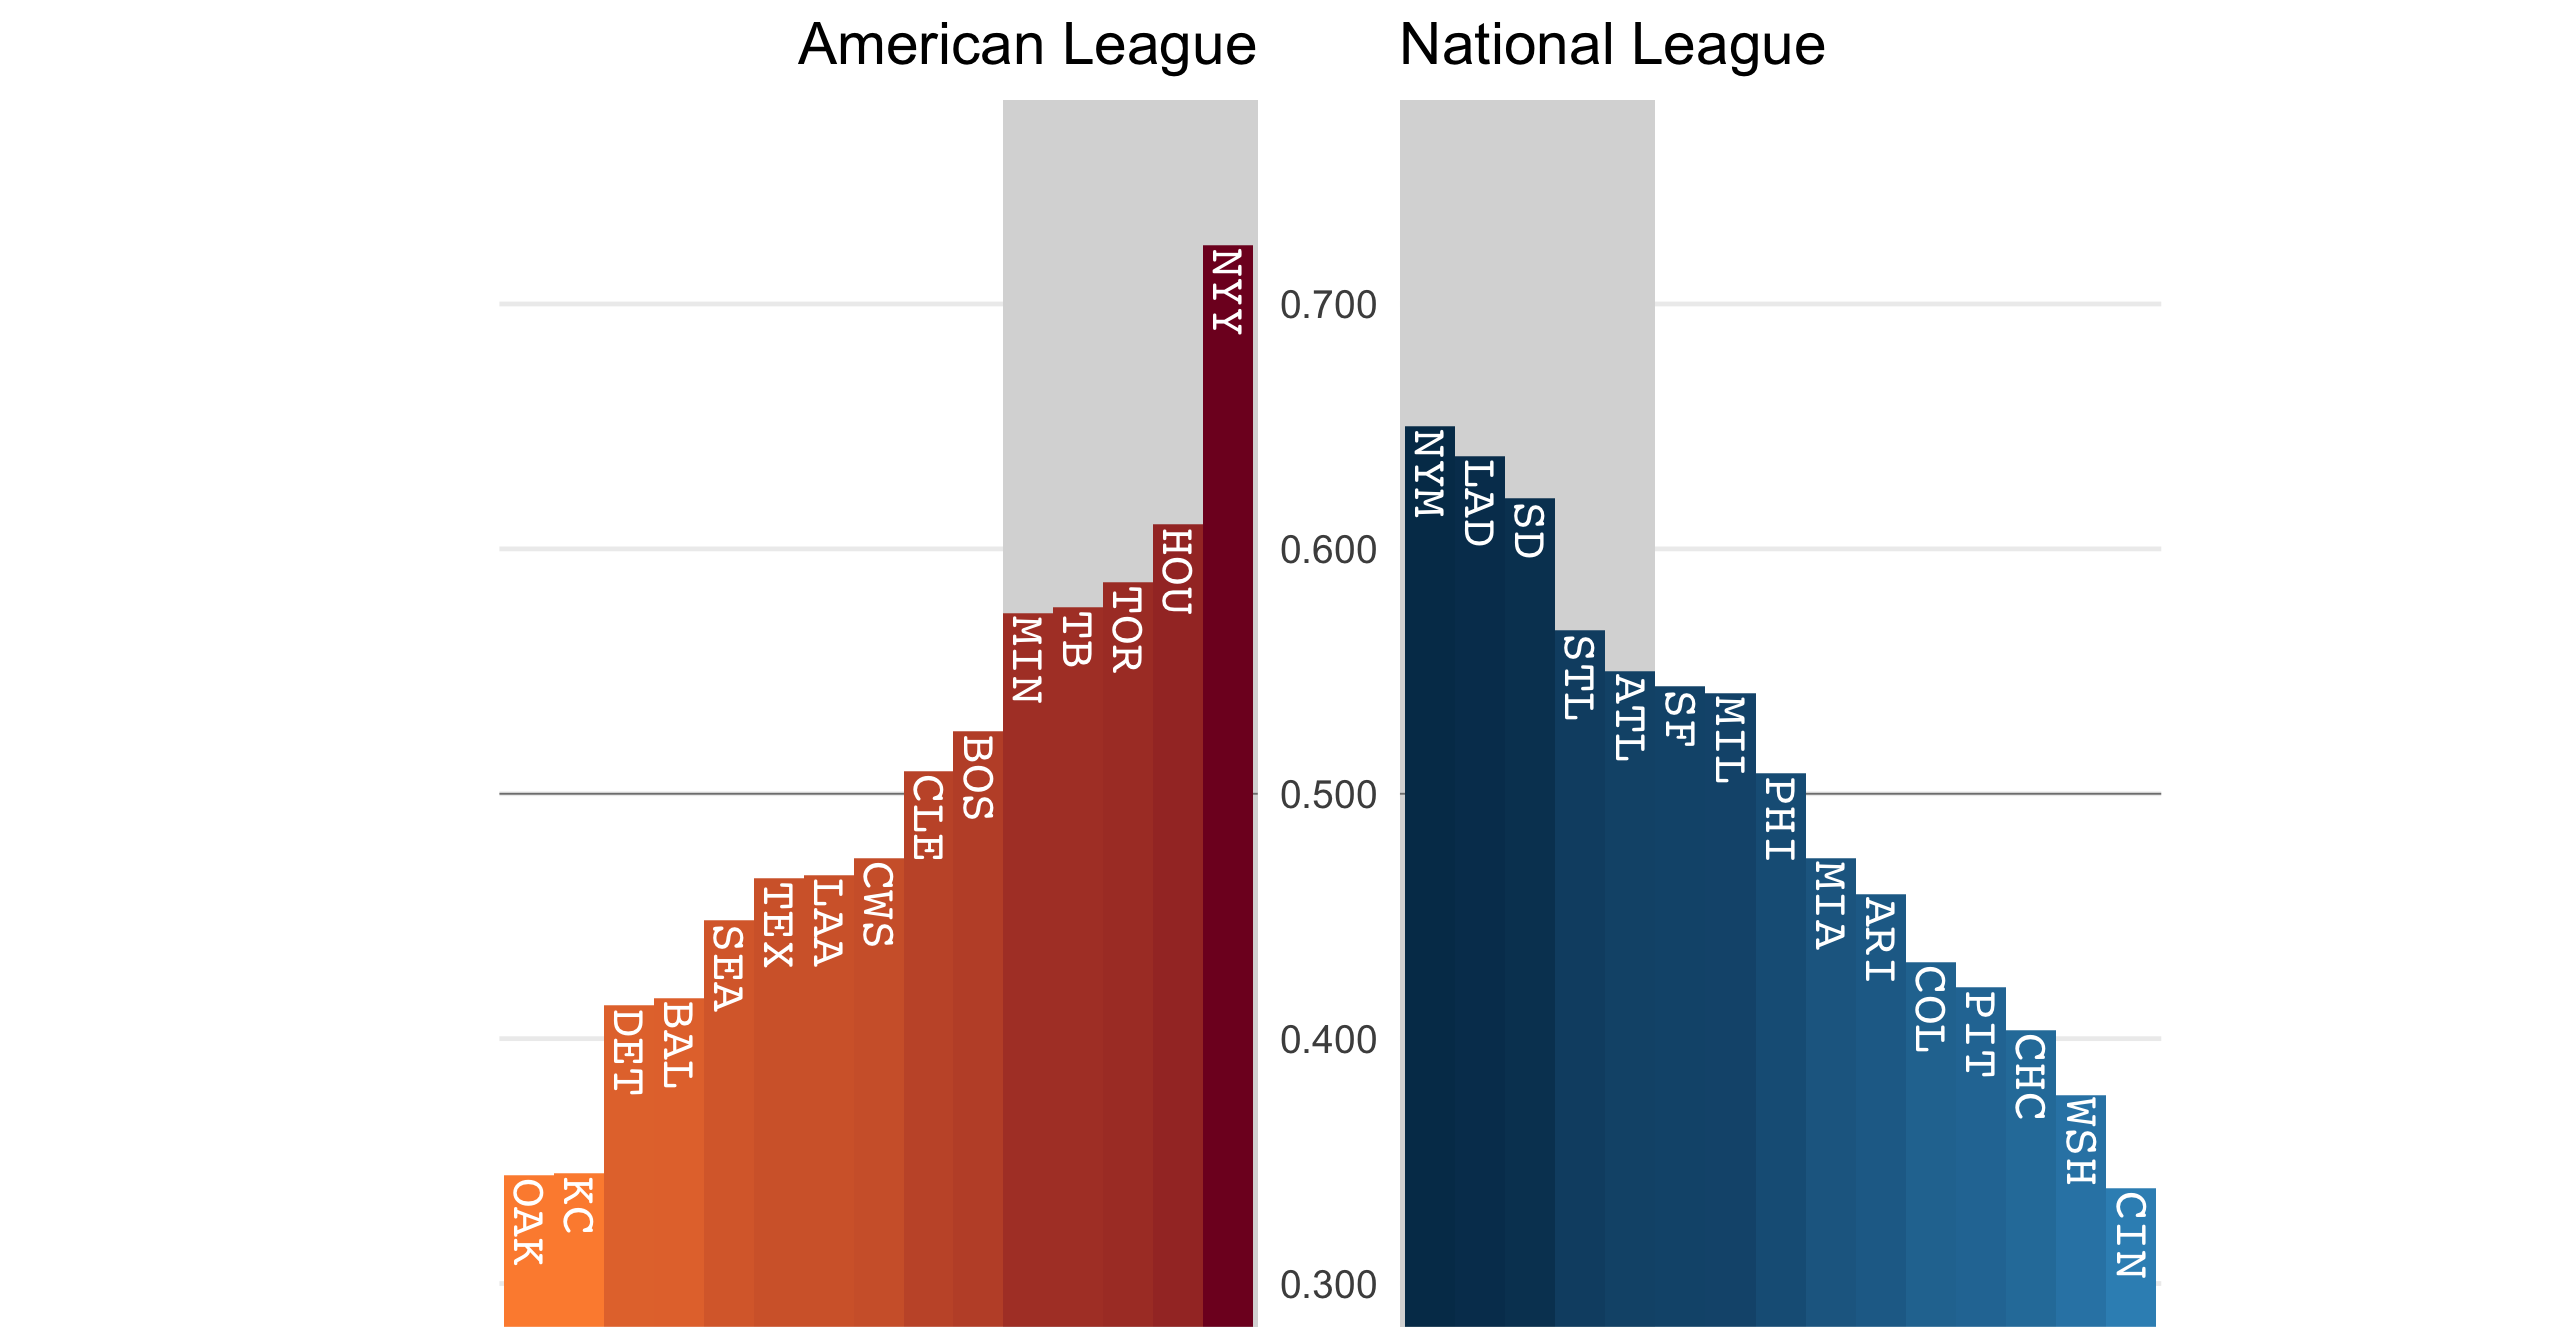 American League
National League
0.700
0.600
0.500
0.400
0.300
OAK
KC
DET
BAL
SEA
TEX
LAA
CWS
CLE
BOS
MIN
TB
TOR
HOU
NYY
NYM
LAD
SD
STL
ATL
SF
MIL
PHI
MIA
ARI
COL
PIT
CHC
WSH
CIN